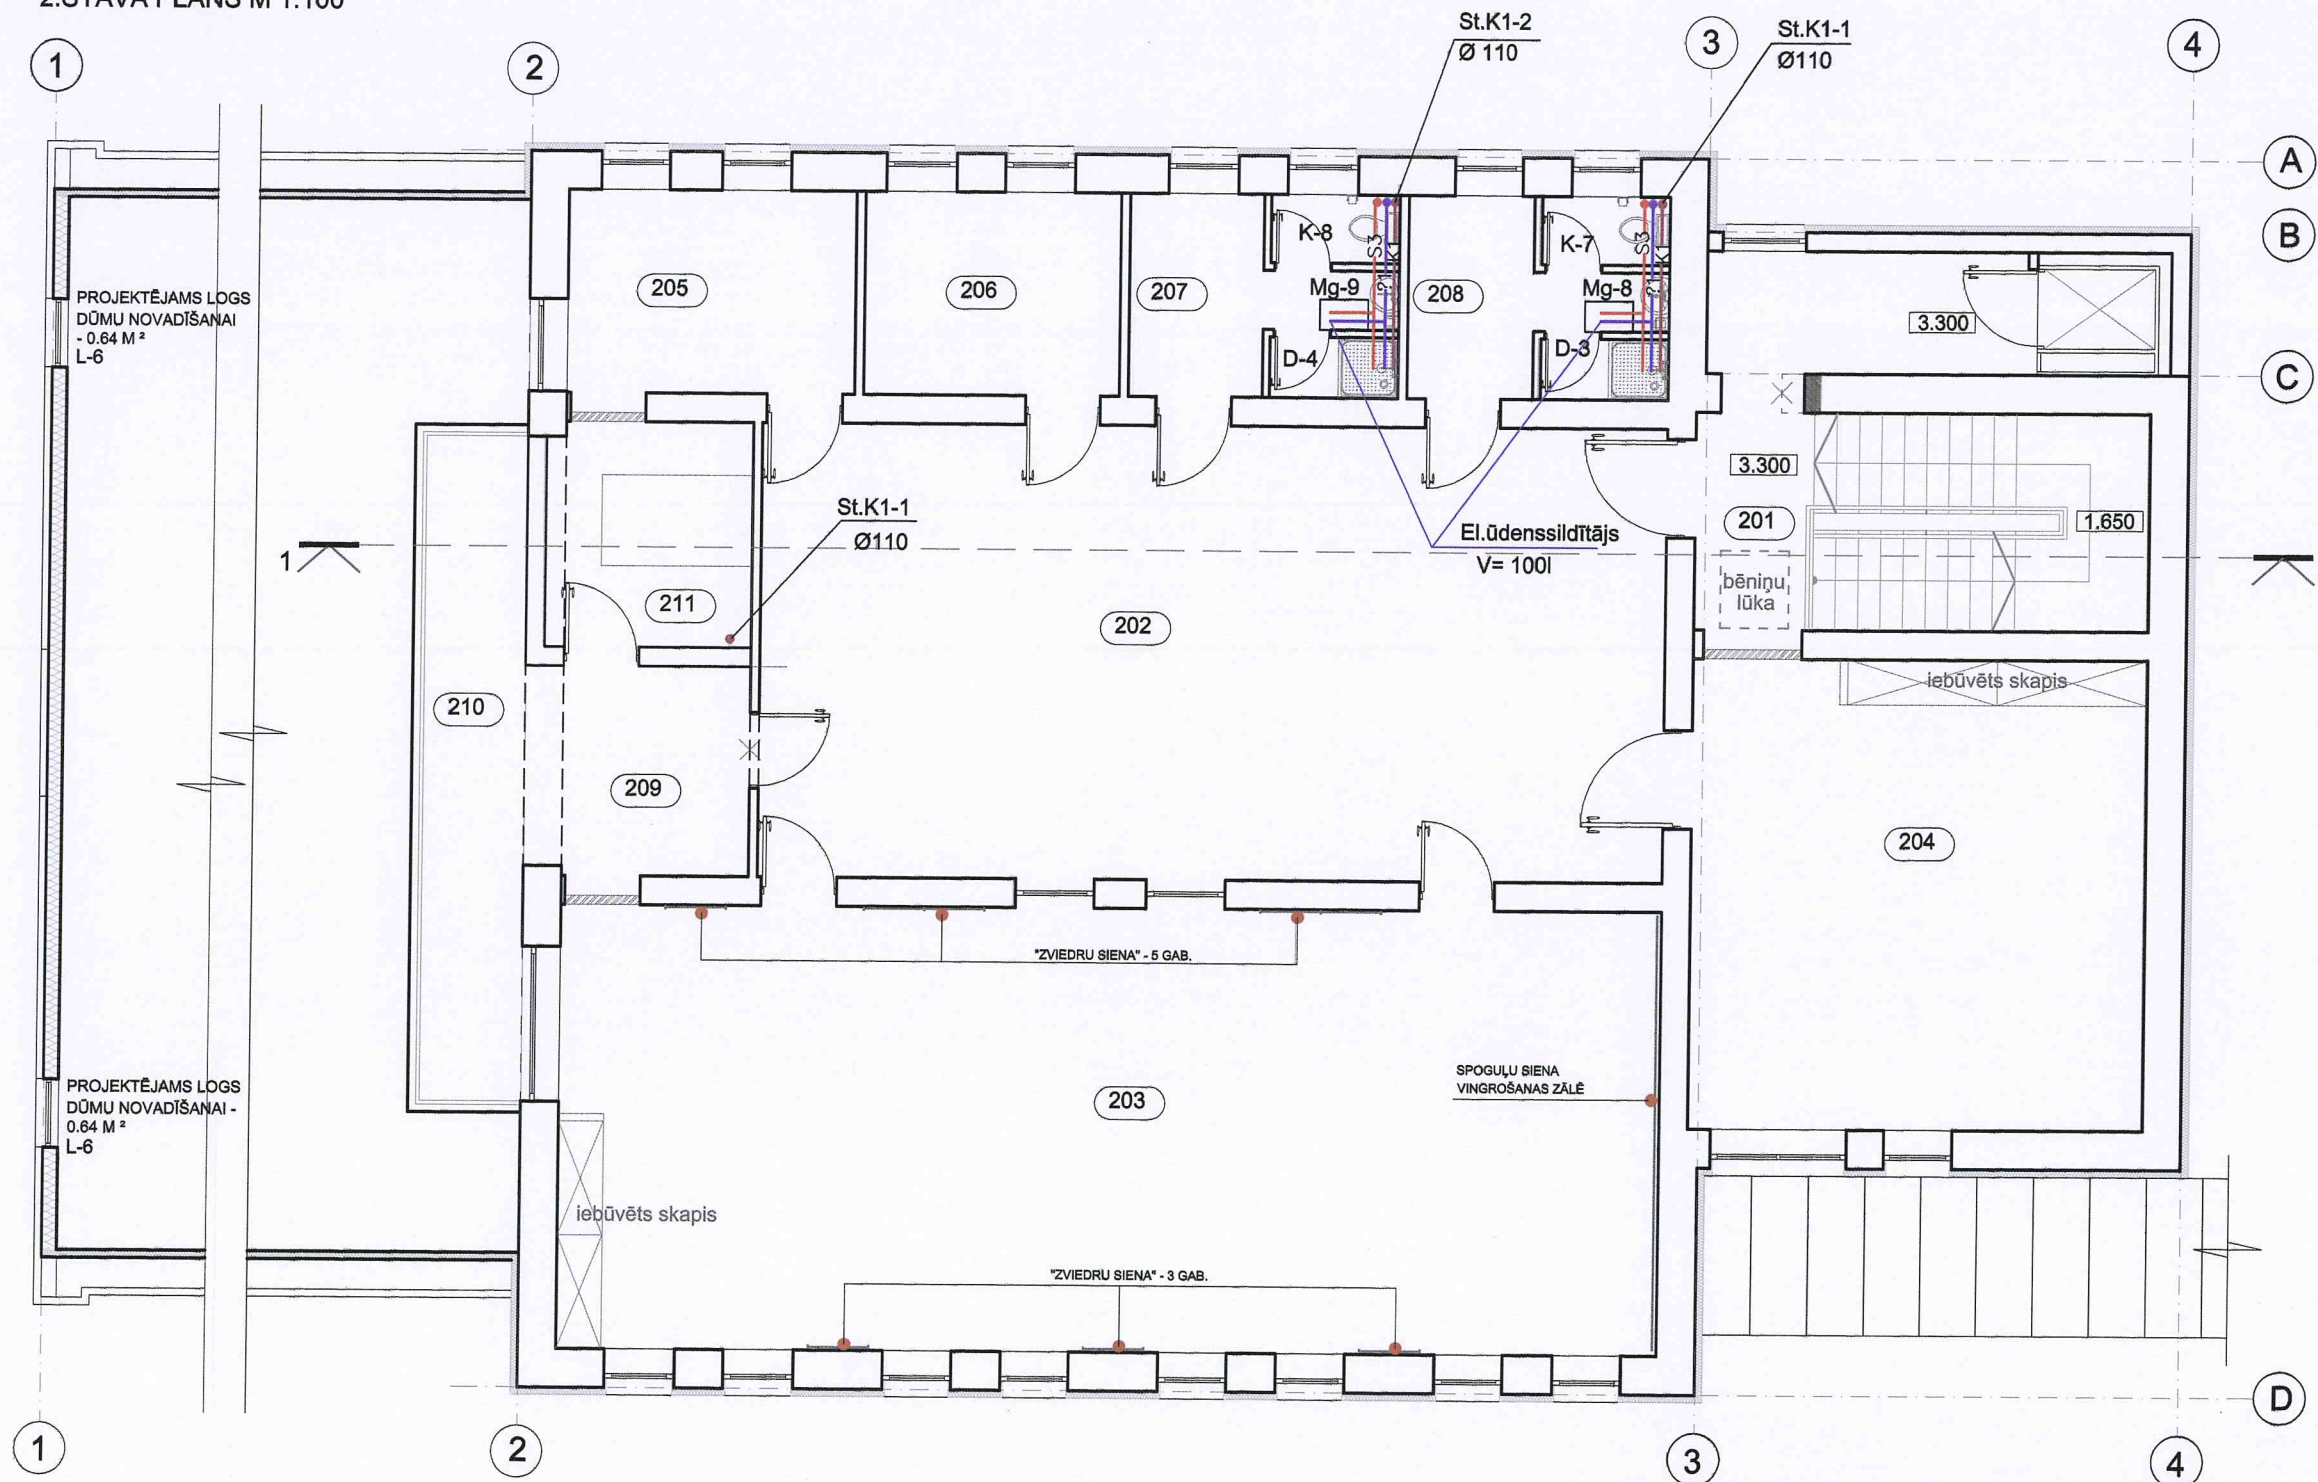 2.STĀVA PLĀNS M 1:100
St.K1-2
Ø 110
St.K1-1
Ø110
1
2
3
4
A
B
C
D
PROJEKTĒJAMS LOGS
DŪMU NOVADĪŠANAI
- 0.64 M ²
L-6
205
206
207
208
K-8
S3
K1
Mg-9
D-4
K-7
S3
K1
Mg-8
D-3
3.300
3.300
201
1.650
bēniņu
lūka
St.K1-1
Ø110
El.ūdenssildītājs
V= 100l
1
211
202
210
209
iebūvēts skapis
204
"ZVIEDRU SIENA" - 5 GAB.
SPOGUĻU SIENA
VINGROŠANAS ZĀLĒ
203
PROJEKTĒJAMS LOGS
DŪMU NOVADĪŠANAI -
0.64 M ²
L-6
iebūvēts skapis
"ZVIEDRU SIENA" - 3 GAB.
1
2
3
4